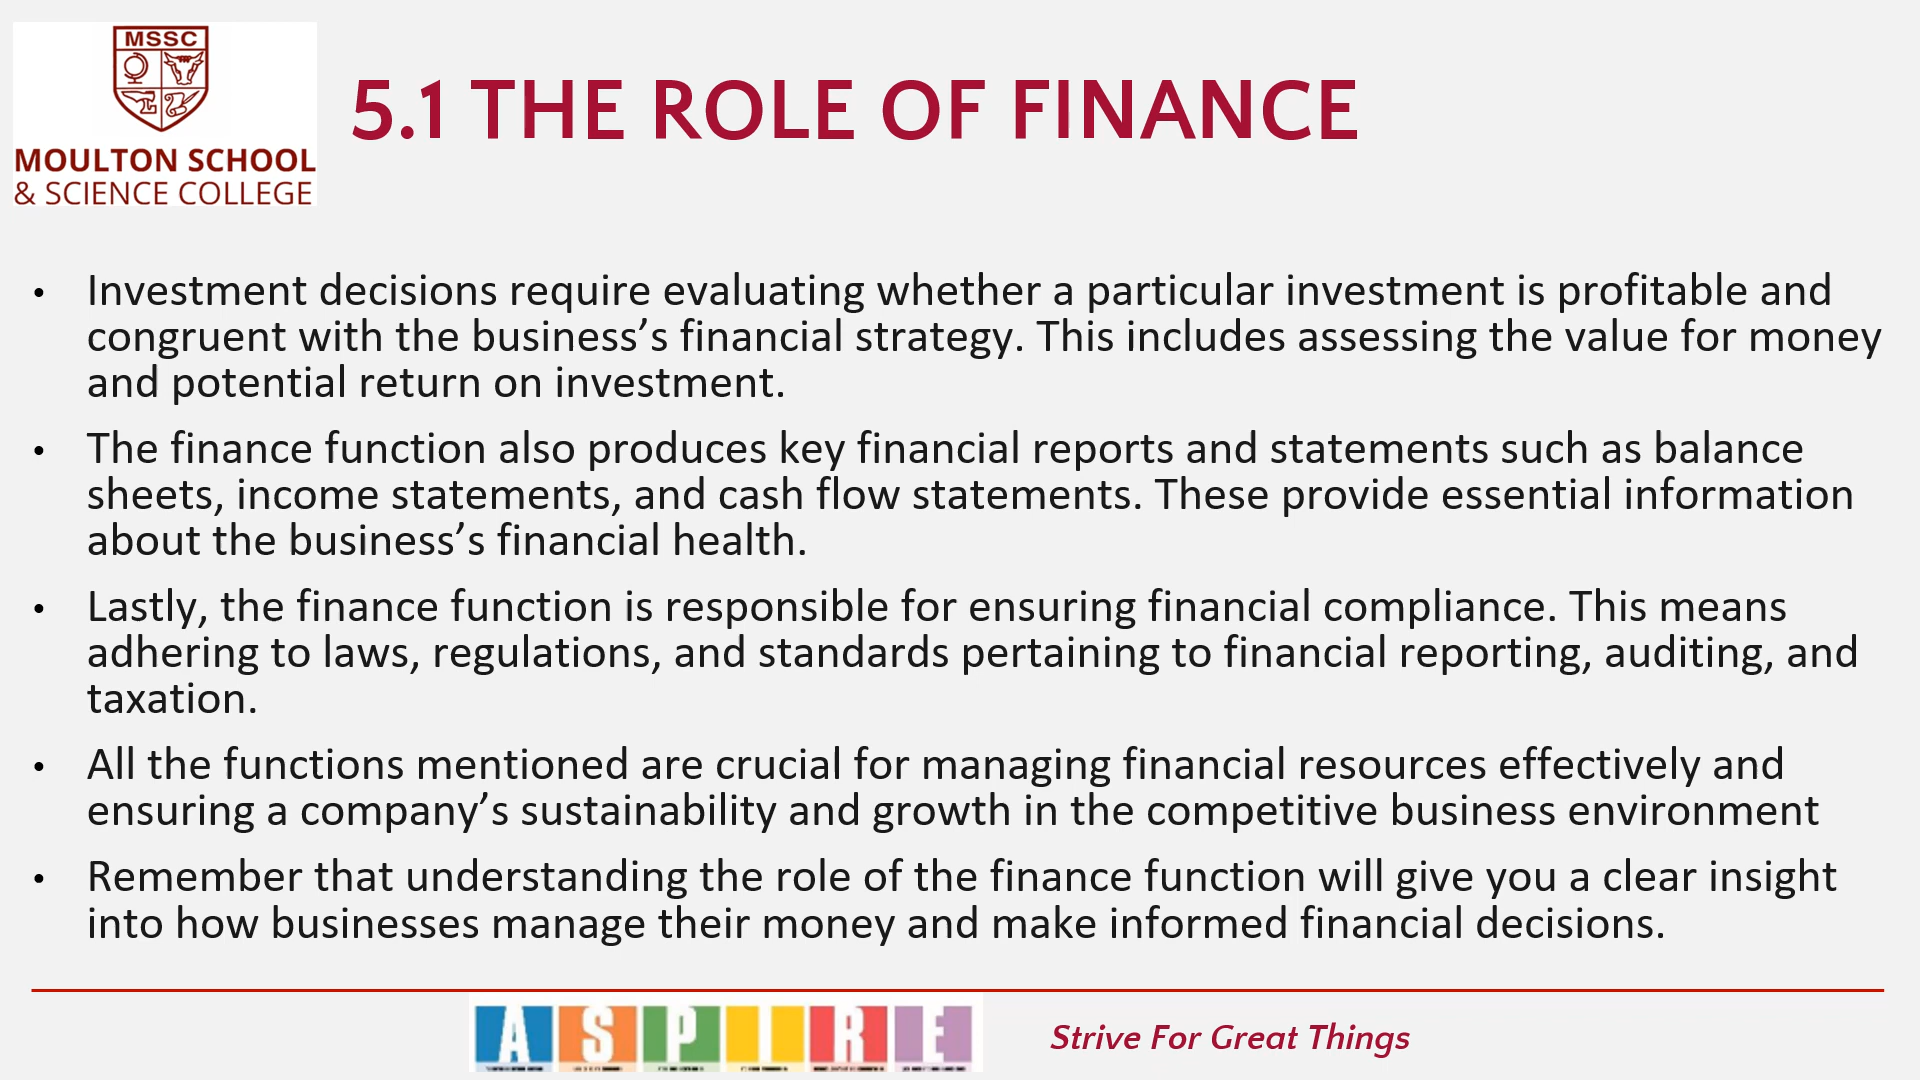 MSSC
MOULTON SCHOOL
& SCIENCE COLLEGE
5.1 THE ROLE OF FINANCE
• Investment decisions require evaluating whether a particular investment is profitable and
congruent with the business’s financial strategy. This includes assessing the value for money
and potential return on investment.
• The finance function also produces key financial reports and statements such as balance
sheets, income statements, and cash flow statements. These provide essential information
about the business’s financial health.
• Lastly, the finance function is responsible for ensuring financial compliance. This means
adhering to laws, regulations, and standards pertaining to financial reporting, auditing, and
taxation.
• All the functions mentioned are crucial for managing financial resources effectively and
ensuring a company’s sustainability and growth in the competitive business environment
• Remember that understanding the role of the finance function will give you a clear insight
into how businesses manage their money and make informed financial decisions.
ASPIRE
Strive For Great Things